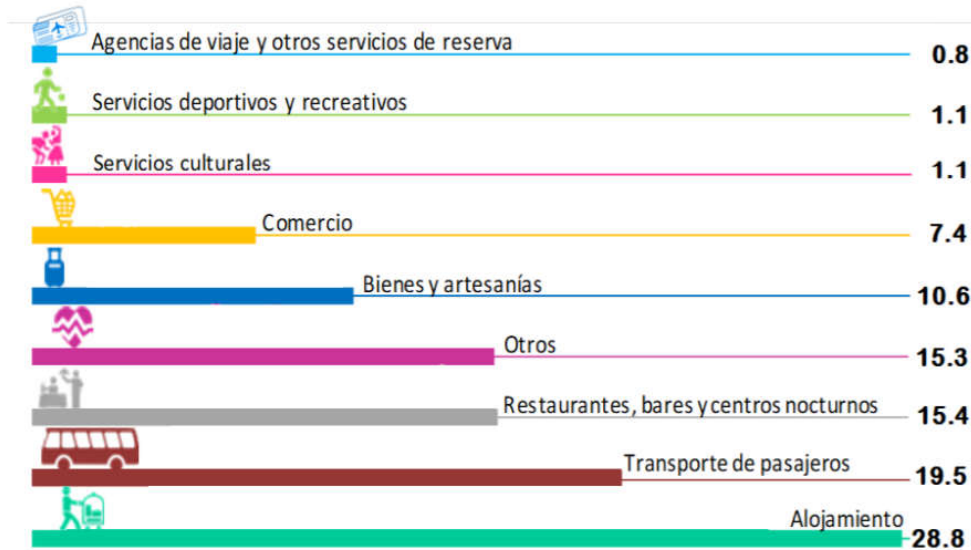 Agencias de viaje y otros servicios de reserva 0.8
Servicios deportivos y recreativos 1.1
Servicios culturales 1.1
Comercio 7.4
Bienes y artesanías 10.6
Otros 15.3
Restaurantes, bares y centros nocturnos 15.4
Transporte de pasajeros 19.5
Alojamiento 28.8